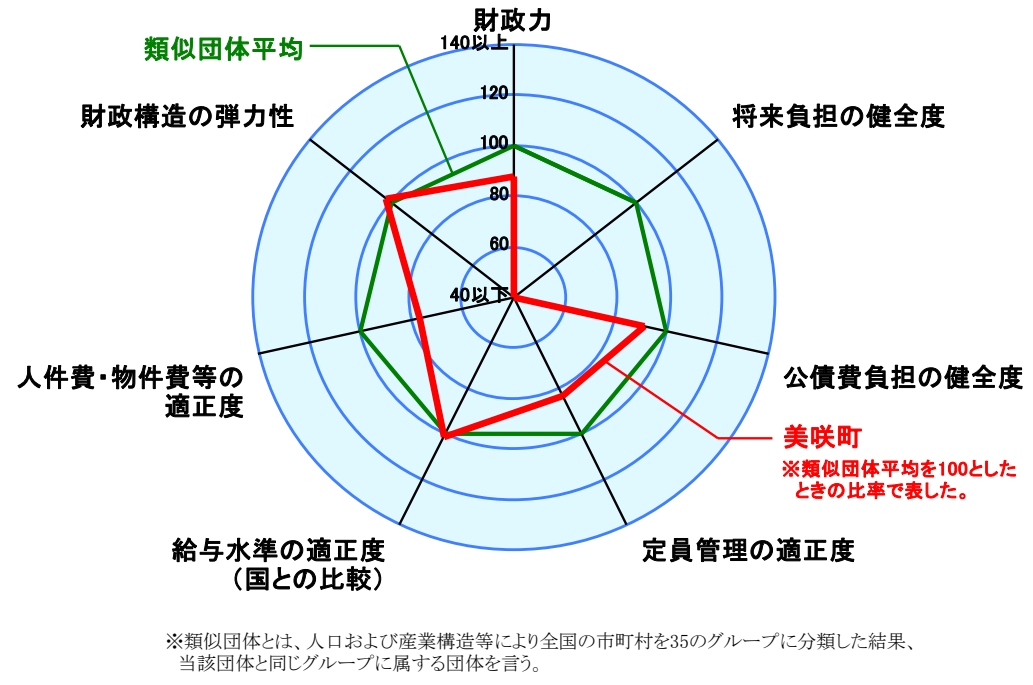 財政力
140以上
類似団体平均
120
財政構造の弾力性
将来負担の健全度
100
80
60
40以下
人件費・物件費等の
適正度
公債費負担の健全度
美咲町
※類似団体平均を100とした
ときの比率で表した。
給与水準の適正度
（国との比較）
定員管理の適正度
※類似団体とは、人口および産業構造等により全国の市町村を35のグループに分類した結果、
当該団体と同じグループに属する団体を言う。